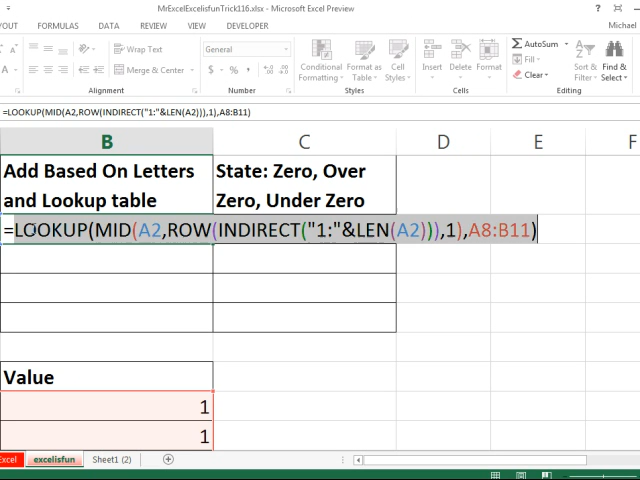 MrExcelExcelisfunTrick116.xlsx - Excel Preview
YOUT FORMULAS DATA REVIEW VIEW DEVELOPER
Michael
Wrap Text General AutoSum
Merge & Center $ % , Conditional Formatting Format as Table Cell Styles Insert Delete Format Fill Clear Sort & Filter Find & Select
Alignment Number Styles Cells Editing
=LOOKUP(MID(A2,ROW(INDIRECT("1:"&LEN(A2))),1),A8:B11)
B C D E F
Add Based On Letters and Lookup table
State: Zero, Over Zero, Under Zero
=LOOKUP(MID(A2,ROW(INDIRECT("1:"&LEN(A2))),1),A8:B11)
Value
1
1
Excel excelisfun Sheet1 (2)